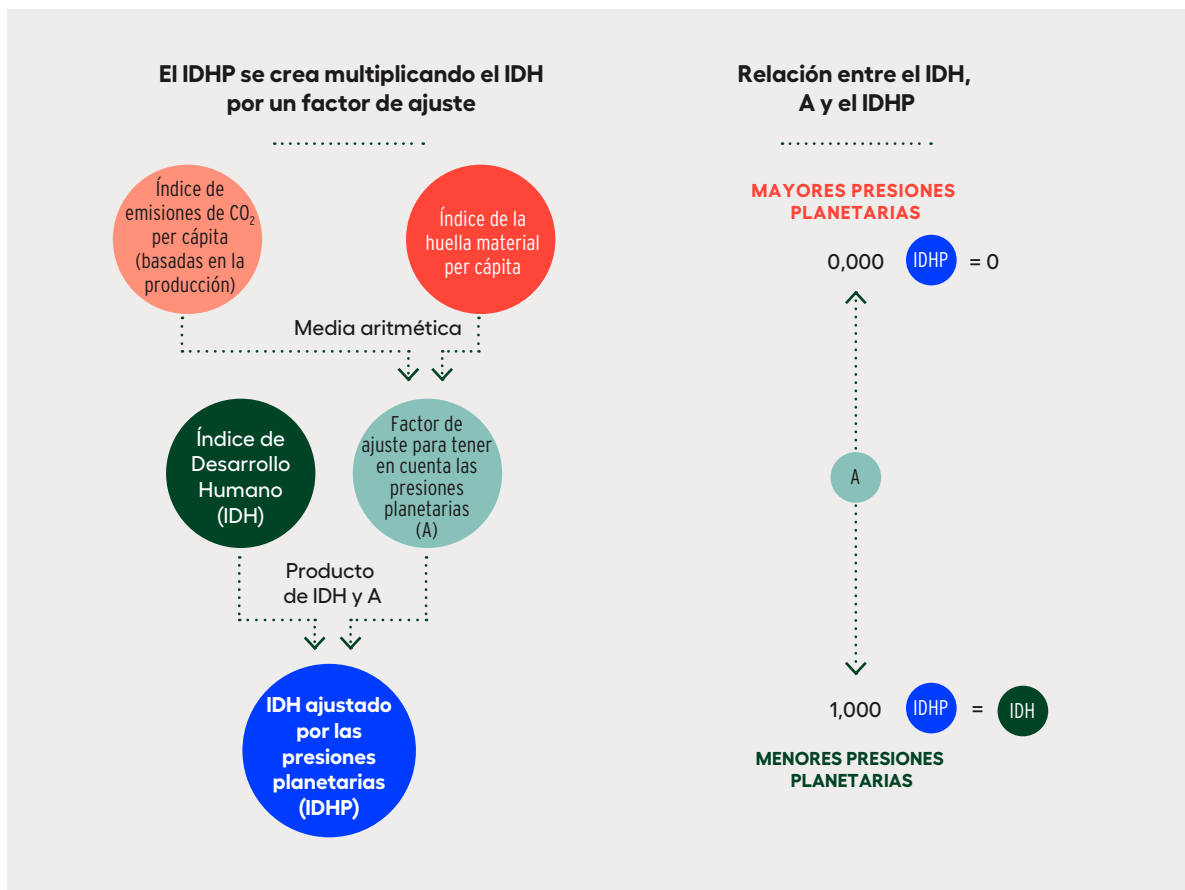 El IDHP se crea multiplicando el IDH
por un factor de ajuste
Índice de
emisiones de CO₂
per cápita
(basadas en la
producción)
Índice de la
huella material
per cápita
Media aritmética
Índice de
Desarrollo
Humano
(IDH)
Factor de
ajuste para tener
en cuenta las
presiones
planetarias
(A)
Producto
de IDH y A
IDH ajustado
por las
presiones
planetarias
(IDHP)
Relación entre el IDH,
A y el IDHP
MAYORES PRESIONES
PLANETARIAS
0,000 IDHP = 0
A
1,000 IDHP = IDH
MENORES PRESIONES
PLANETARIAS